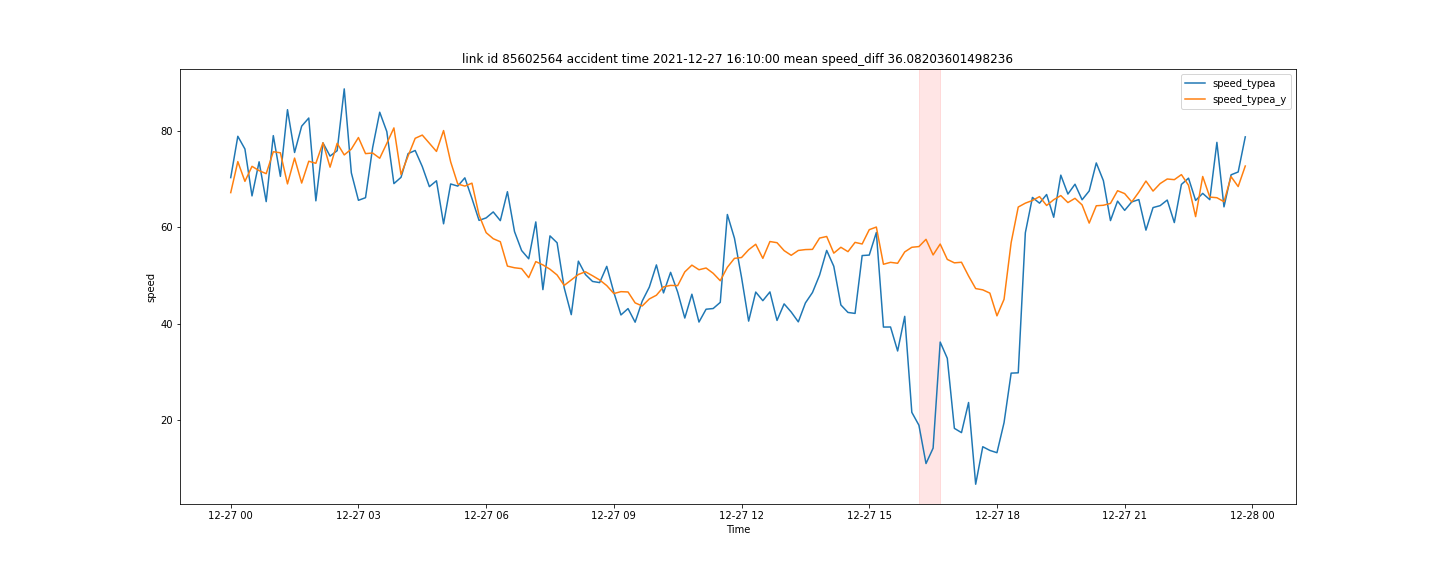 link id 85602564 accident time 2021-12-27 16:10:00 mean speed_diff 36.08203601498236
speed_typea
speed_typea_y
80
60
40
20
speed
12-27 00 12-27 03 12-27 06 12-27 09 12-27 12 12-27 15 12-27 18 12-27 21 12-28 00
Time